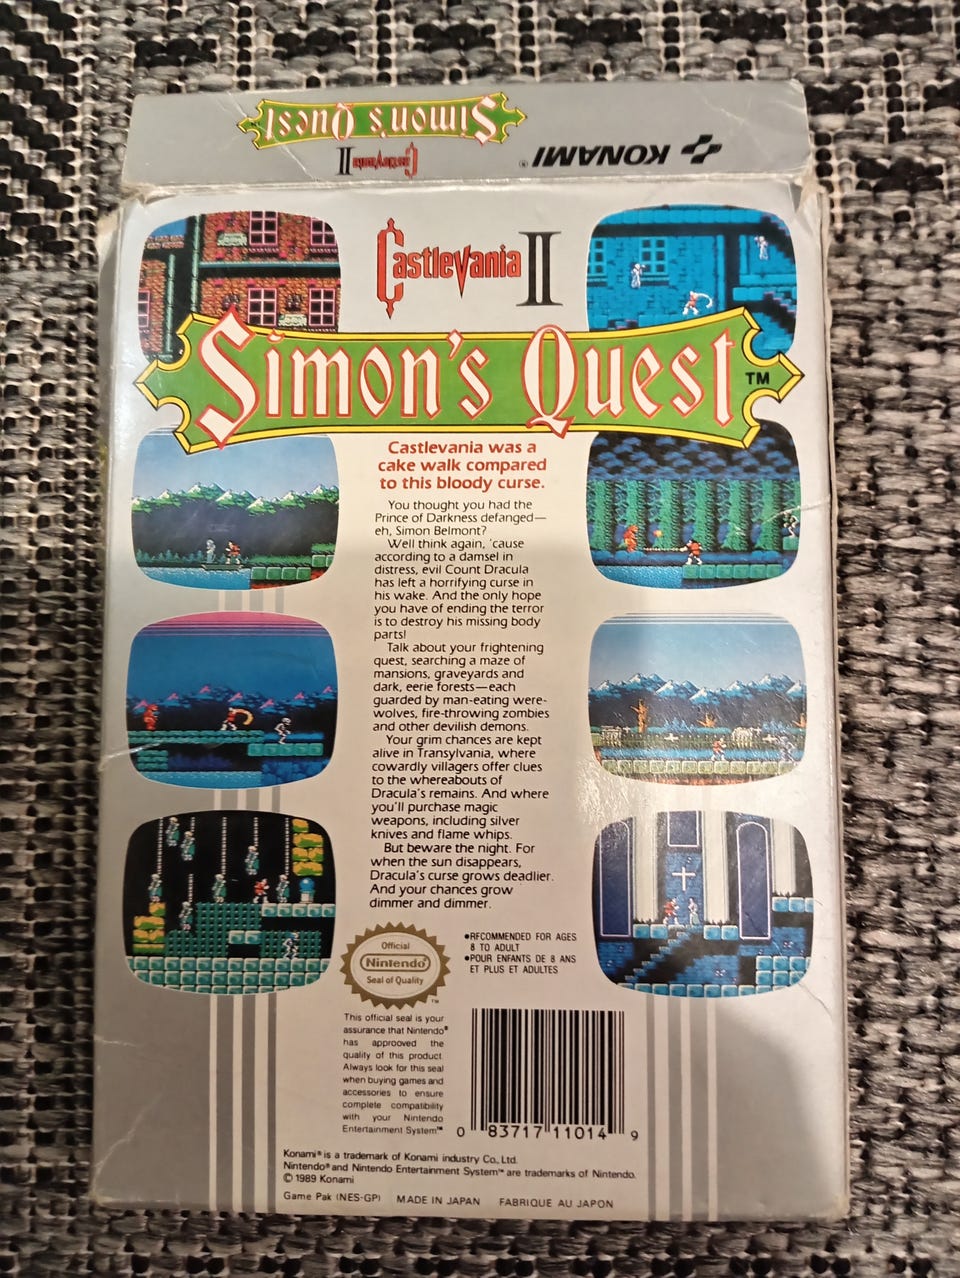 Simon's Quest
Castlevania II
KONAMI®
Castlevania II
Simon's Quest™
Castlevania was a
cake walk compared
to this bloody curse.
You thought you had the
Prince of Darkness defanged—
eh, Simon Belmont?
Well think again, 'cause
according to a damsel in
distress, evil Count Dracula
has left a horrifying curse in
his wake. And the only hope
you have of ending the terror
is to destroy his missing body
parts!
Talk about your frightening
quest, searching a maze of
mansions, graveyards and
dark, eerie forests—each
guarded by man-eating were-
wolves, fire-throwing zombies
and other devilish demons.
Your grim chances are kept
alive in Transylvania, where
cowardly villagers offer clues
to the whereabouts of
Dracula's remains. And where
you'll purchase magic
weapons, including silver
knives and flame whips.
But beware the night. For
when the sun disappears,
Dracula's curse grows deadlier.
And your chances grow
dimmer and dimmer.
Official
Nintendo®
Seal of Quality
™
•RECOMMENDED FOR AGES
8 TO ADULT
•POUR ENFANTS DE 8 ANS
ET PLUS ET ADULTES
This official seal is your
assurance that Nintendo®
has approoved the
quality of this product.
Always look for this seal
when buying games and
accessories to ensure
complete compatibility
with your Nintendo
Entertainment System™
0 83717 11014 9
Konami® is a trademark of Konami industry Co., Ltd.
Nintendo® and Nintendo Entertainment System™ are trademarks of Nintendo.
© 1989 Konami
Game Pak (NES-GP) MADE IN JAPAN FABRIQUE AU JAPON